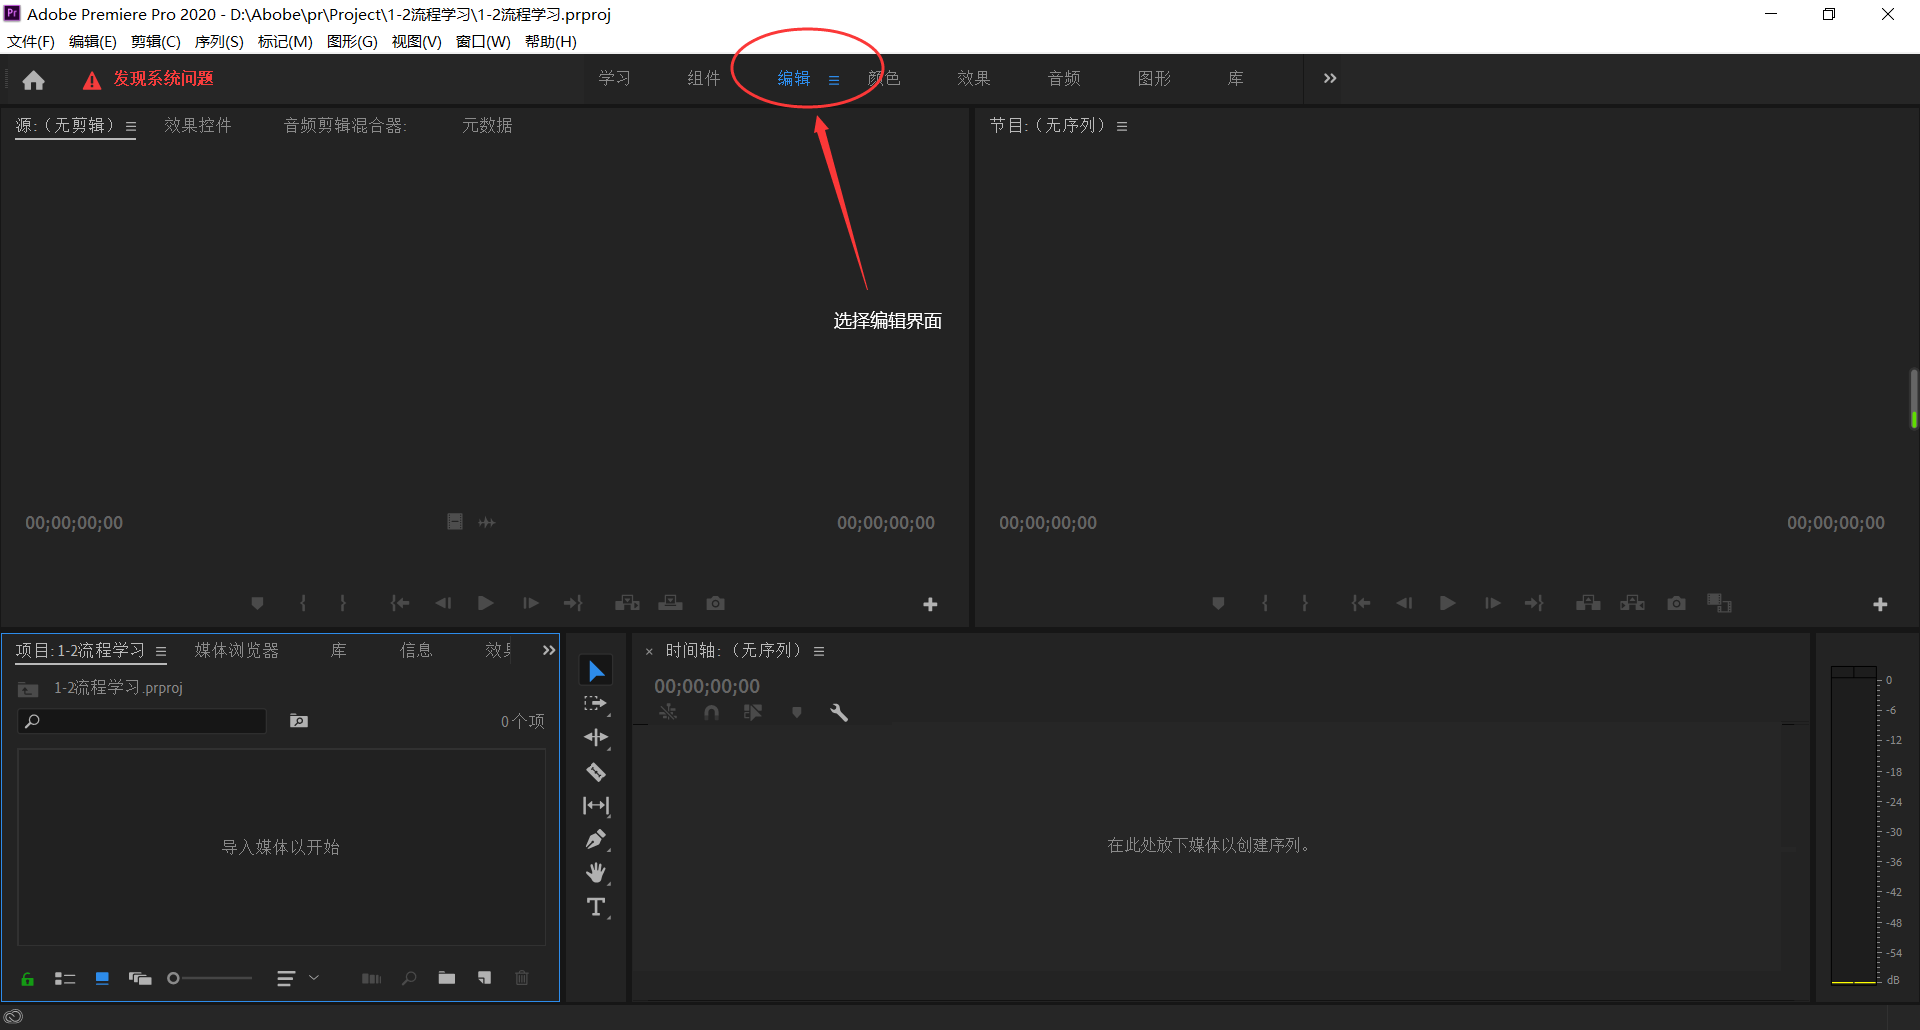 Adobe Premiere Pro 2020 - D:\Abobe\pr\Project\1-2流程学习\1-2流程学习.prproj
文件(F) 编辑(E) 剪辑(C) 序列(S) 标记(M) 图形(G) 视图(V) 窗口(W) 帮助(H)
发现系统问题 学习 组件 编辑 颜色 效果 音频 图形 库
源:（无剪辑） 效果控件 音频剪辑混合器: 元数据 节目:（无序列）
选择编辑界面
00;00;00;00 00;00;00;00 00;00;00;00 00;00;00;00
项目: 1-2流程学习 媒体浏览器 库 信息 效果 时间轴:（无序列）
1-2流程学习.prproj 00;00;00;00
0 个项
导入媒体以开始
在此处放下媒体以创建序列。
0
-6
-12
-18
-24
-30
-36
-42
-48
-54
dB